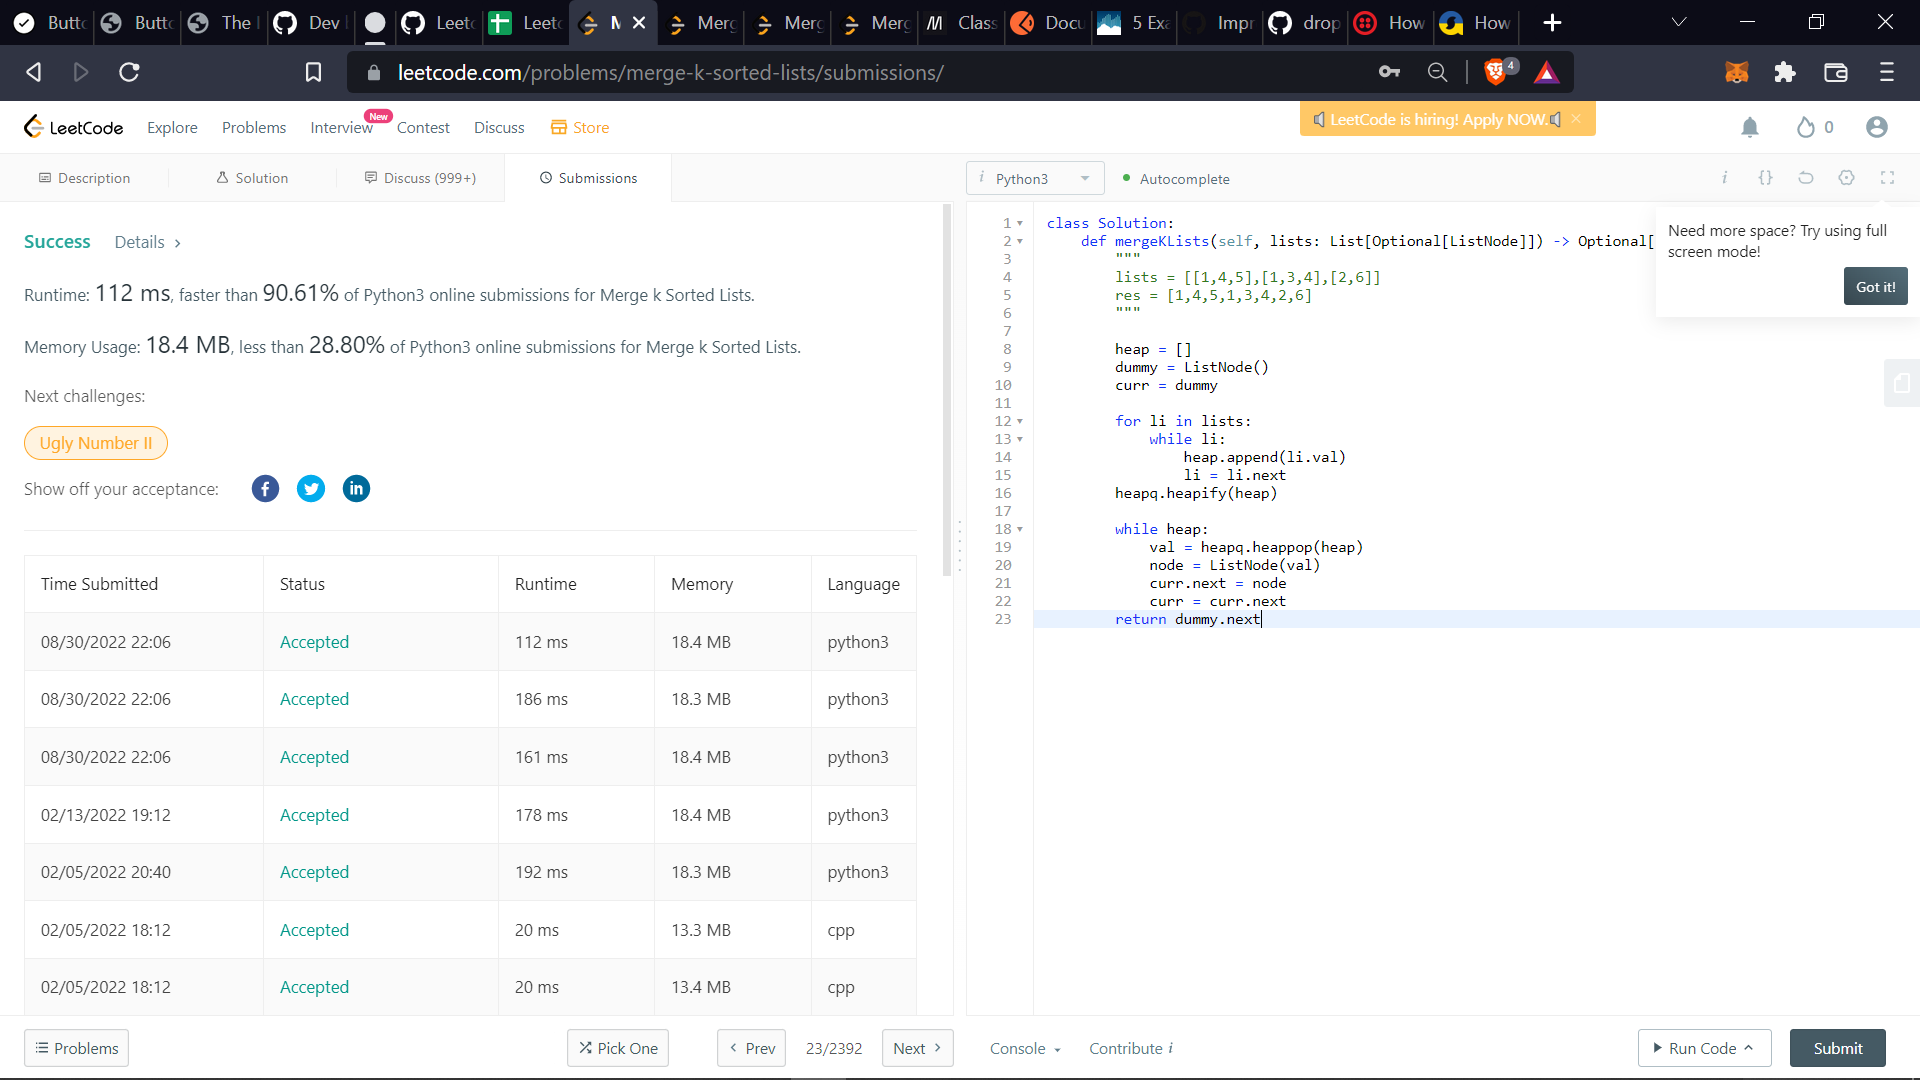 Butt
Butt
The
Dev
Leetc
Leetc
M
Merg
Merg
Merg
Class
Docu
5 Exa
Impr
drop
How
How
leetcode.com/problems/merge-k-sorted-lists/submissions/
4
LeetCode
Explore
Problems
Interview
New
Contest
Discuss
Store
LeetCode is hiring! Apply NOW.
0
Description
Solution
Discuss (999+)
Submissions
i Python3
Autocomplete
i {}
Need more space? Try using full
screen mode!
Got it!
Success
Details
Runtime: 112 ms, faster than 90.61% of Python3 online submissions for Merge k Sorted Lists.
Memory Usage: 18.4 MB, less than 28.80% of Python3 online submissions for Merge k Sorted Lists.
Next challenges:
Ugly Number II
Show off your acceptance:
Time Submitted Status Runtime Memory Language
08/30/2022 22:06 Accepted 112 ms 18.4 MB python3
08/30/2022 22:06 Accepted 186 ms 18.3 MB python3
08/30/2022 22:06 Accepted 161 ms 18.4 MB python3
02/13/2022 19:12 Accepted 178 ms 18.4 MB python3
02/05/2022 20:40 Accepted 192 ms 18.3 MB python3
02/05/2022 18:12 Accepted 20 ms 13.3 MB cpp
02/05/2022 18:12 Accepted 20 ms 13.4 MB cpp
1 class Solution:
2 def mergeKLists(self, lists: List[Optional[ListNode]]) -> Optional[
3 """
4 lists = [[1,4,5],[1,3,4],[2,6]]
5 res = [1,4,5,1,3,4,2,6]
6 """
7
8 heap = []
9 dummy = ListNode()
10 curr = dummy
11
12 for li in lists:
13 while li:
14 heap.append(li.val)
15 li = li.next
16 heapq.heapify(heap)
17
18 while heap:
19 val = heapq.heappop(heap)
20 node = ListNode(val)
21 curr.next = node
22 curr = curr.next
23 return dummy.next
Problems
Pick One
Prev
23/2392
Next
Console
Contribute i
Run Code
Submit